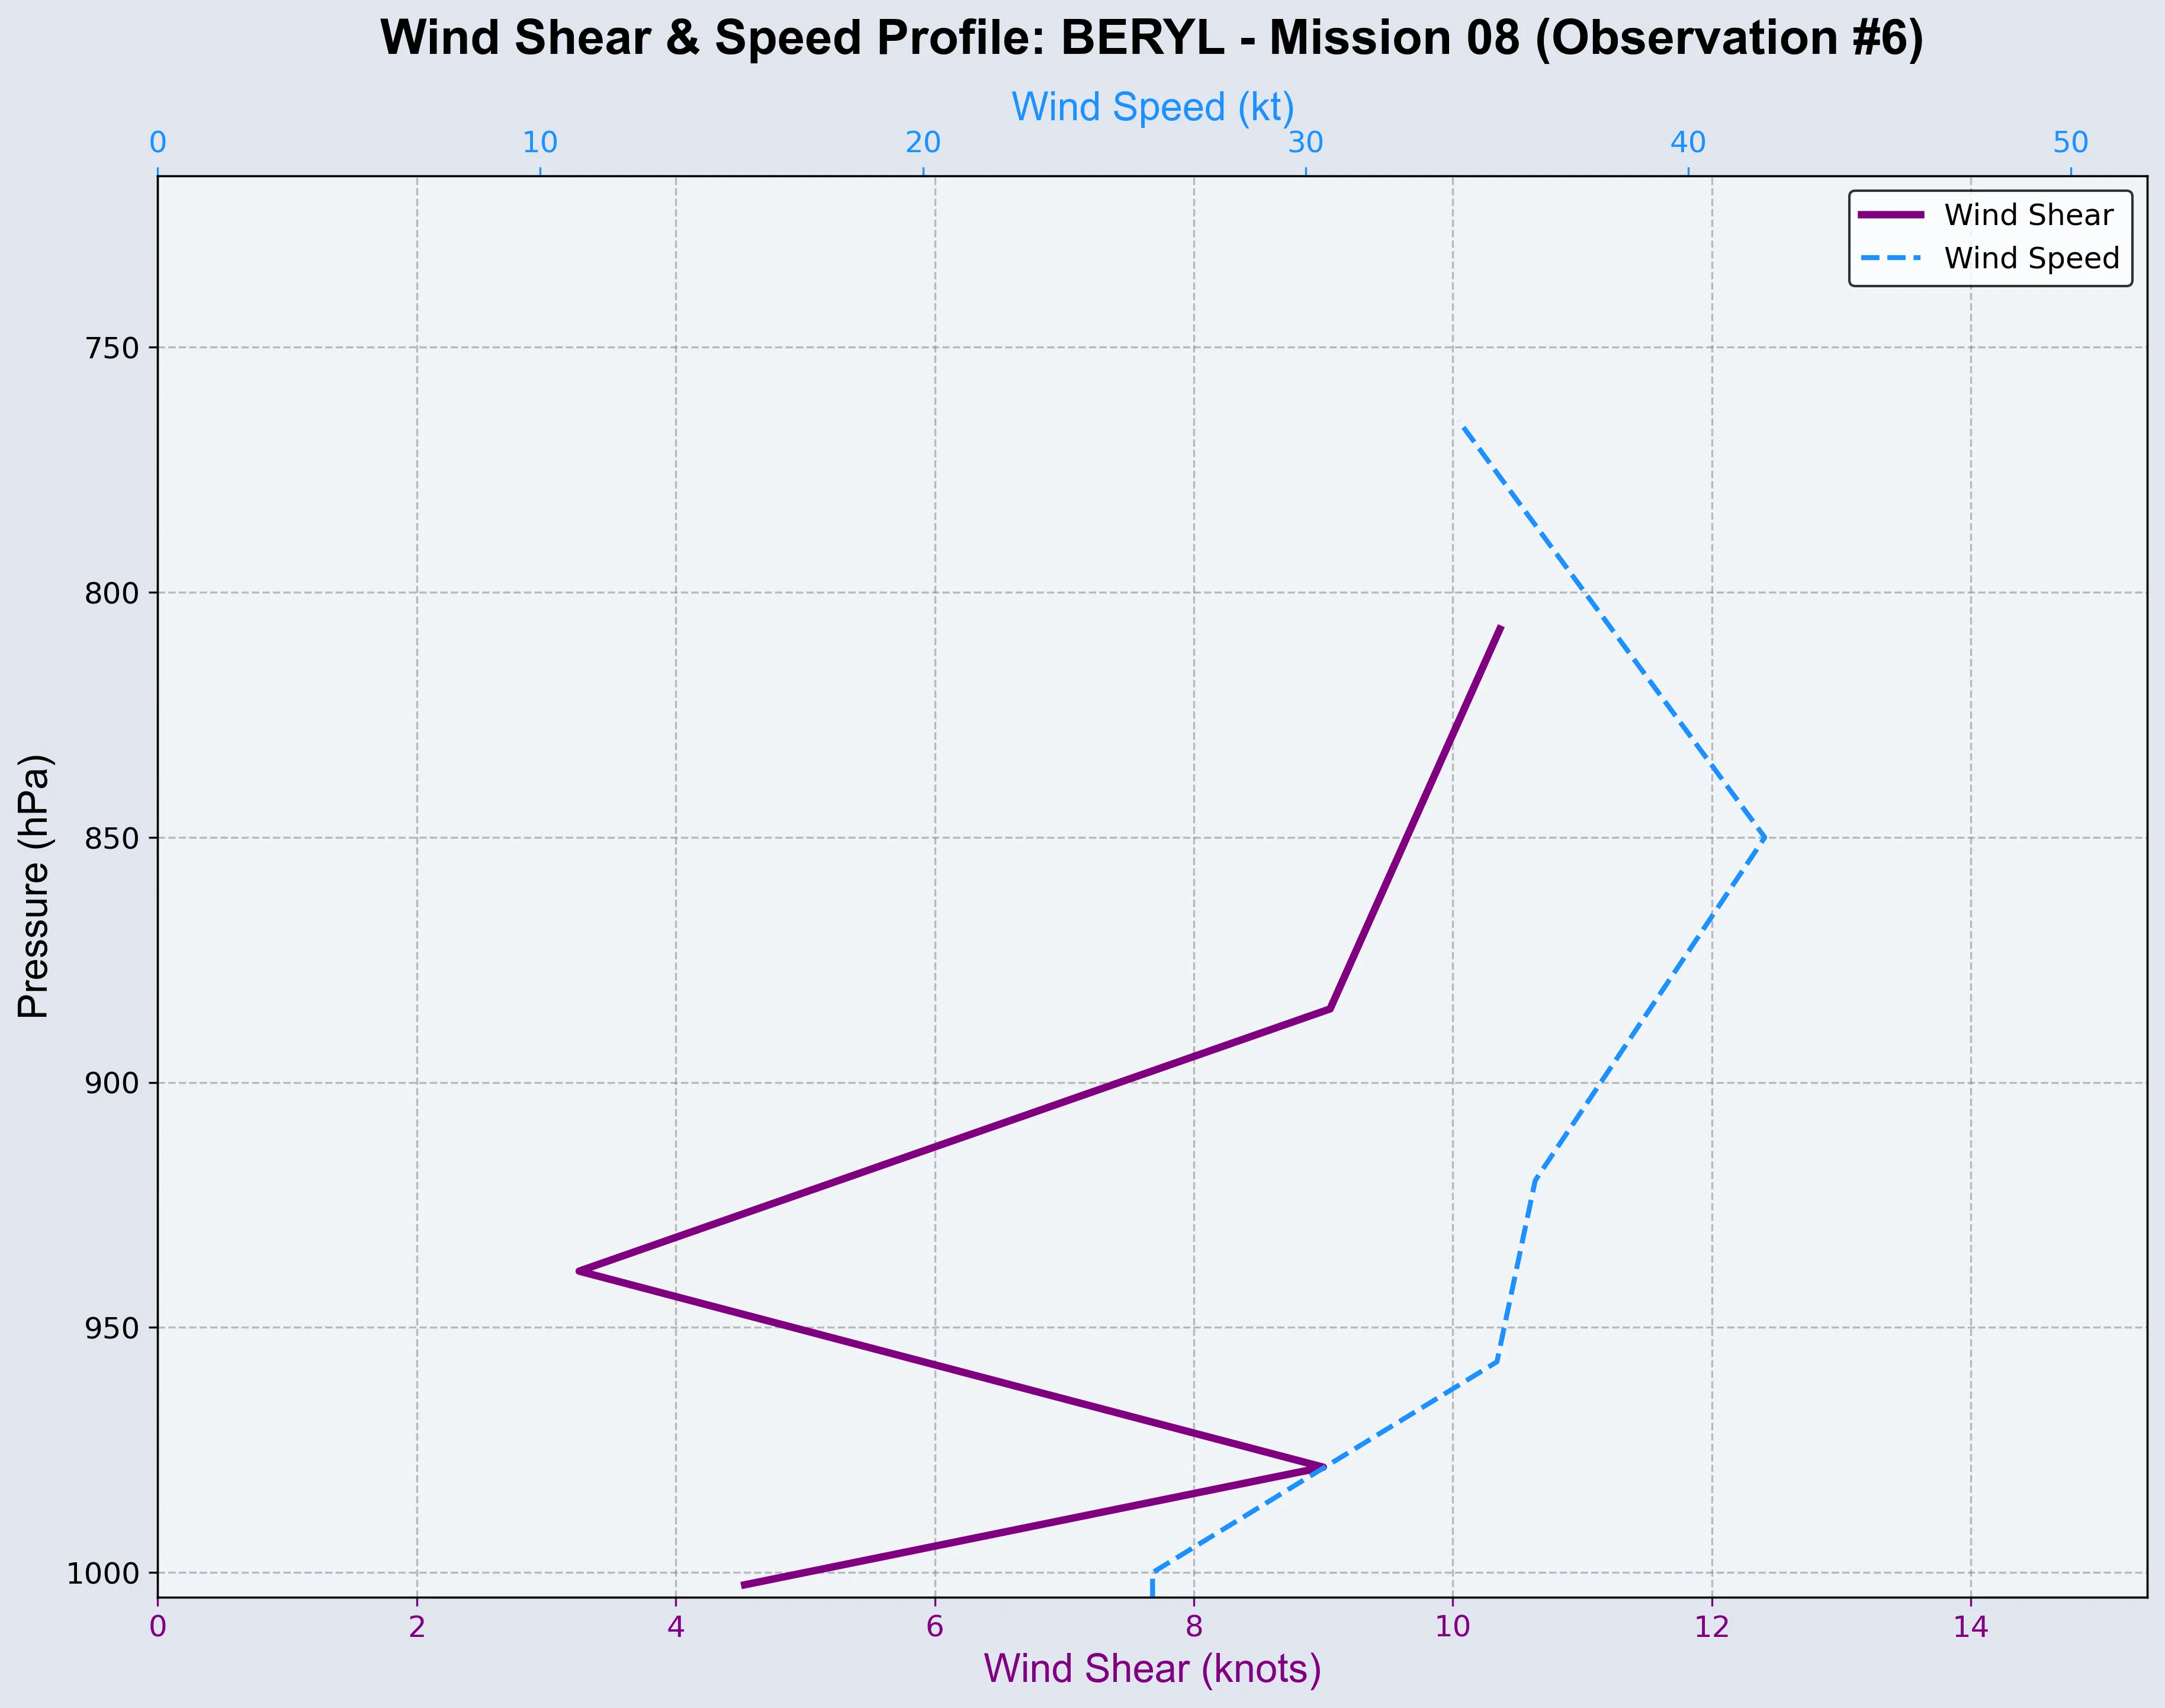 Wind Shear & Speed Profile: BERYL - Mission 08 (Observation #6)
Wind Speed (kt)
0 10 20 30 40 50
Wind Shear
Wind Speed
750
800
850
900
950
1000
Pressure (hPa)
0 2 4 6 8 10 12 14
Wind Shear (knots)